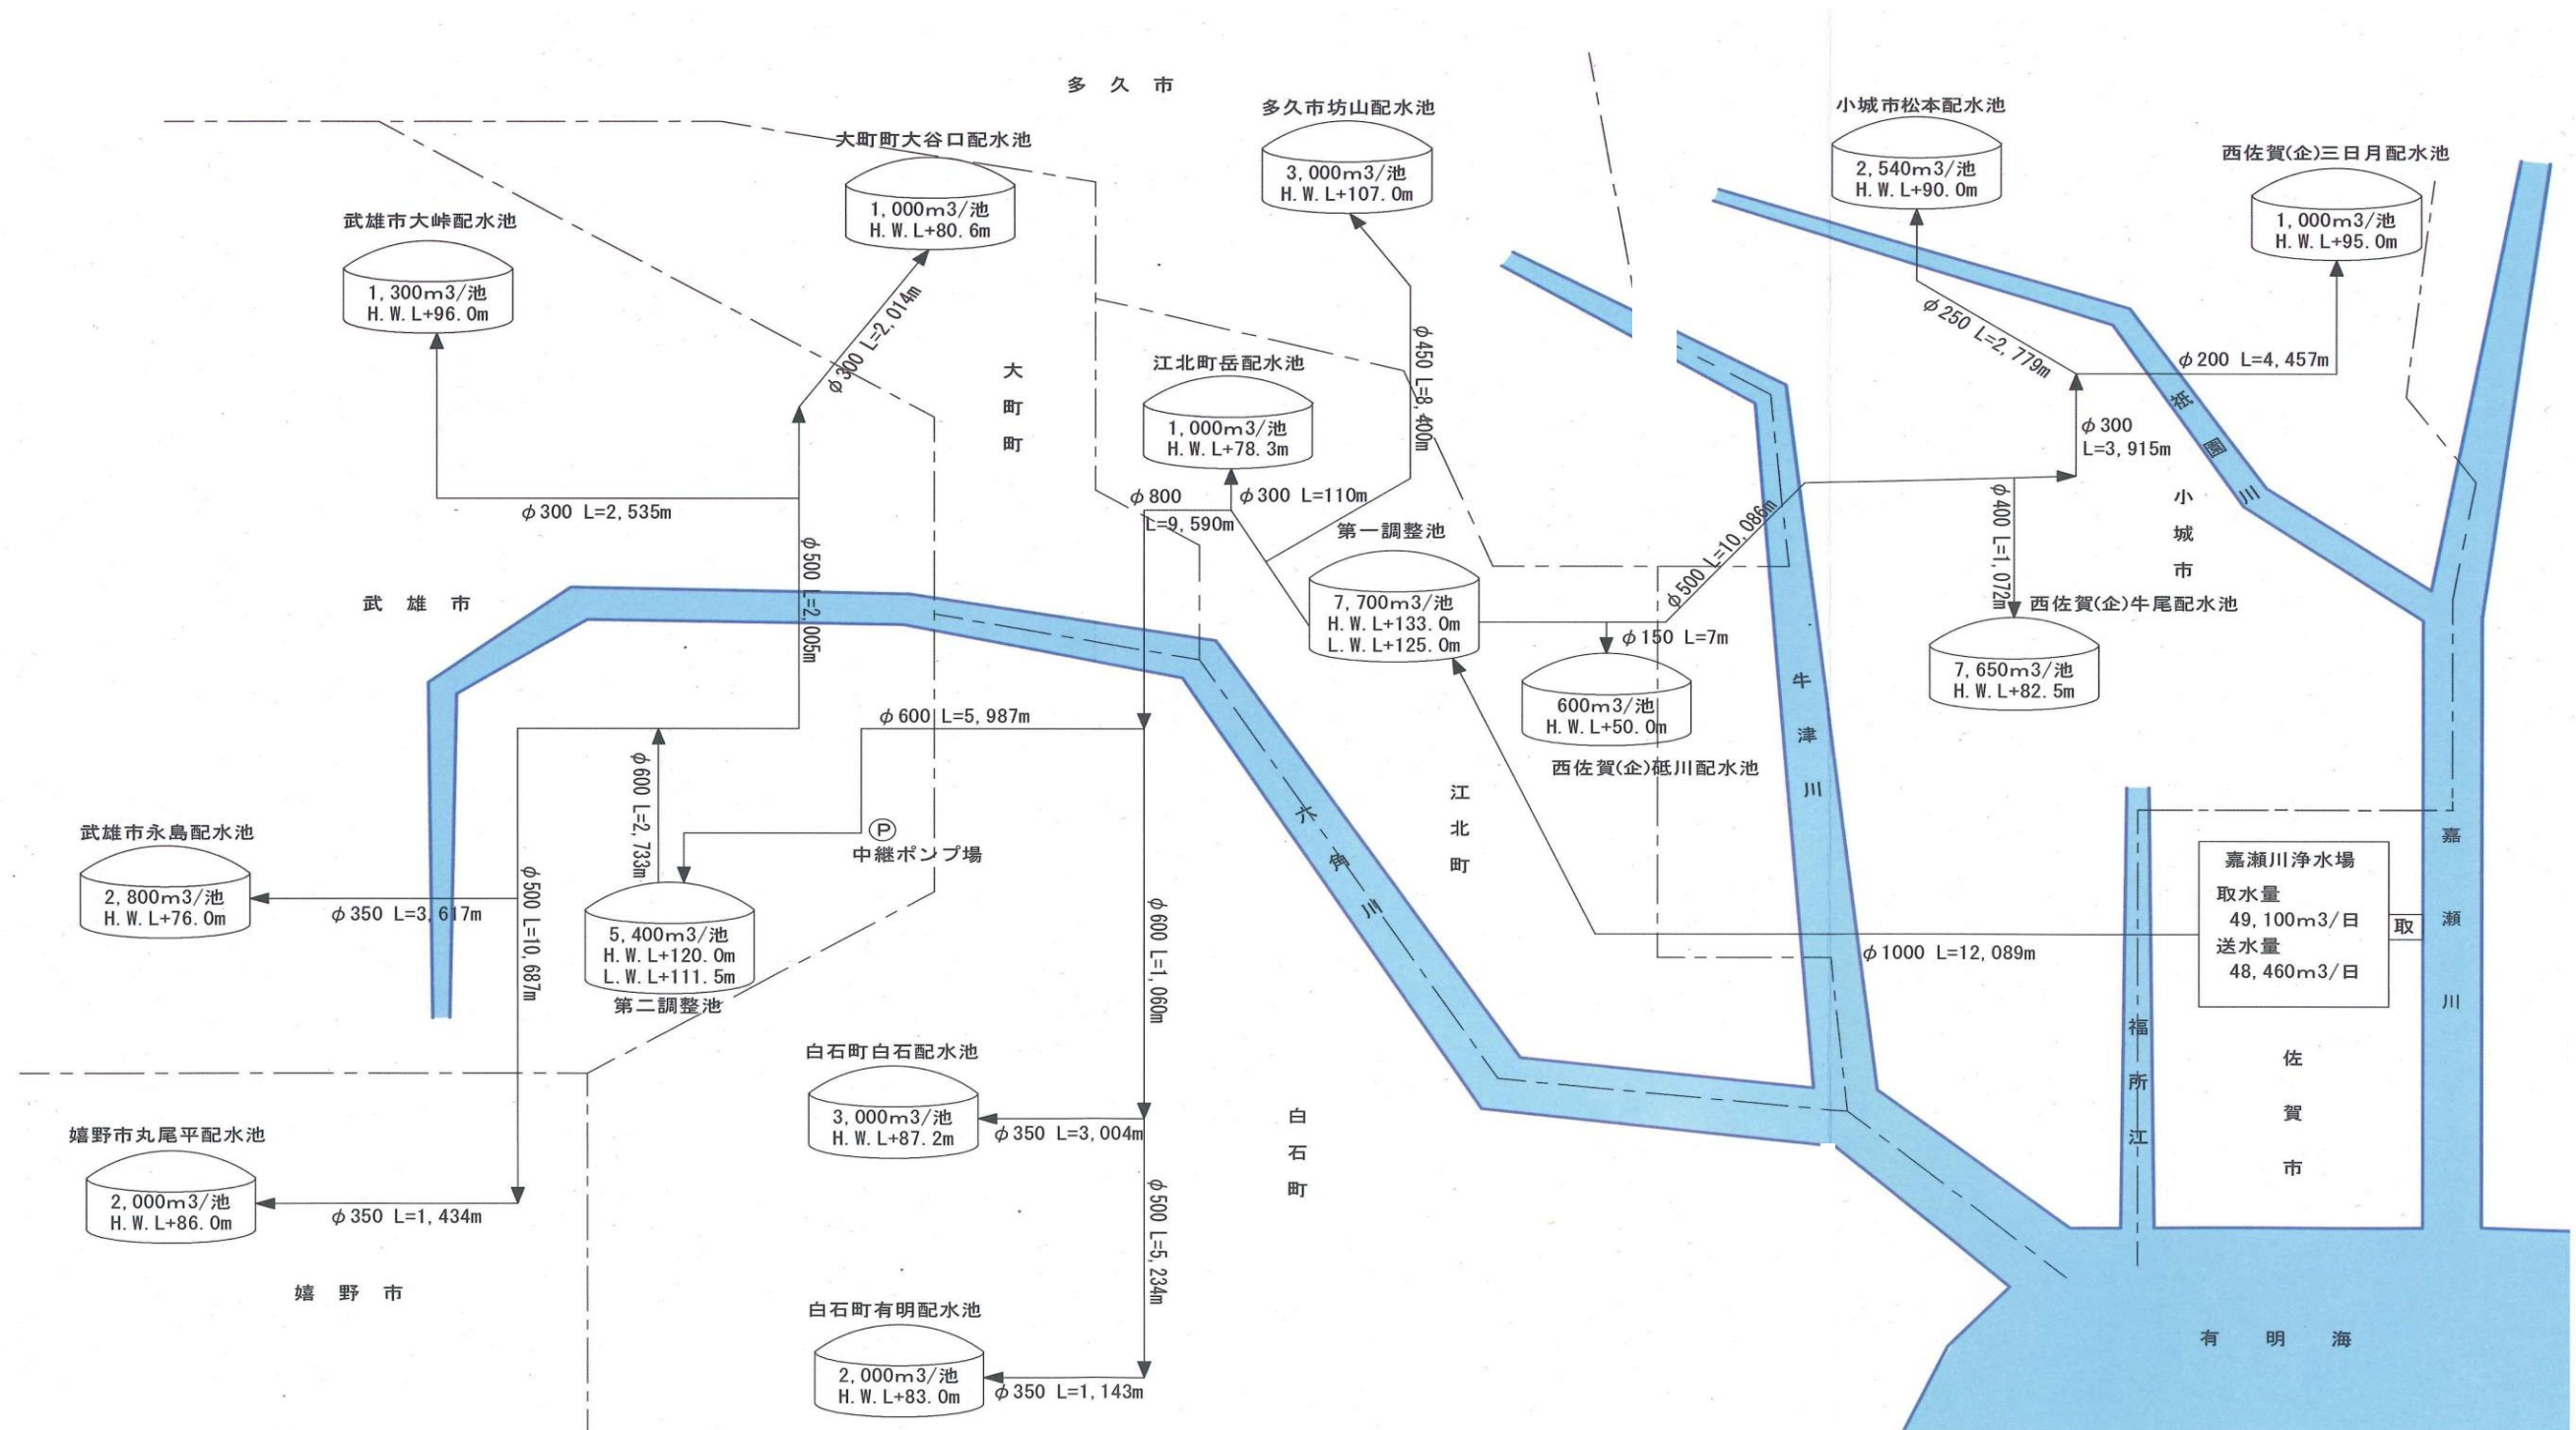 多久市
多久市坊山配水池
3,000m3/池
H.W.L+107.0m
小城市松本配水池
2,540m3/池
H.W.L+90.0m
西佐賀(企)三日月配水池
1,000m3/池
H.W.L+95.0m
大町町大谷口配水池
1,000m3/池
H.W.L+80.6m
武雄市大峠配水池
1,300m3/池
H.W.L+96.0m
φ300 L=2,014m
φ300 L=2,535m
φ500 L=2,005m
大町町
江北町岳配水池
1,000m3/池
H.W.L+78.3m
φ450 L=8,400m
φ800
L=9,590m
φ300 L=110m
第一調整池
7,700m3/池
H.W.L+133.0m
L.W.L+125.0m
φ500 L=10,086m
φ150 L=7m
600m3/池
H.W.L+50.0m
西佐賀(企)砥川配水池
φ250 L=2,779m
φ200 L=4,457m
φ300
L=3,915m
祇園川
小城市
φ400 L=1,072m
西佐賀(企)牛尾配水池
7,650m3/池
H.W.L+82.5m
牛津川
武雄市
φ600 L=5,987m
φ600 L=2,733m
P
中継ポンプ場
5,400m3/池
H.W.L+120.0m
L.W.L+111.5m
第二調整池
武雄市永島配水池
2,800m3/池
H.W.L+76.0m
φ350 L=3,617m
φ500 L=10,687m
六角川
江北町
φ1000 L=12,089m
嘉瀬川浄水場
取水量
49,100m3/日
送水量
48,460m3/日
取
嘉瀬川
福所江
佐賀市
φ600 L=1,060m
白石町白石配水池
3,000m3/池
H.W.L+87.2m
φ350 L=3,004m
白石町
嬉野市丸尾平配水池
2,000m3/池
H.W.L+86.0m
φ350 L=1,434m
嬉野市
φ500 L=5,234m
白石町有明配水池
2,000m3/池
H.W.L+83.0m
φ350 L=1,143m
有明海